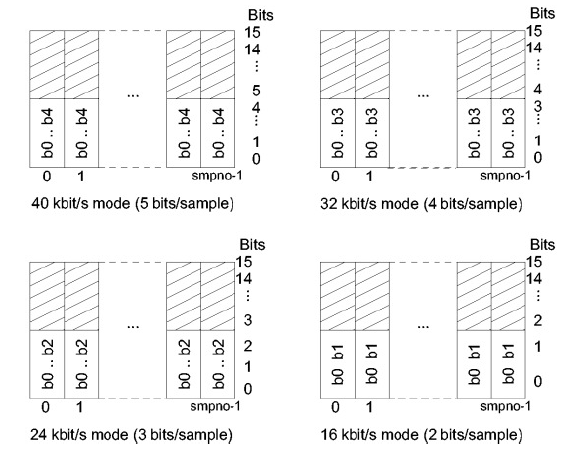 Bits
15
14
⋮
5
4
⋮
1
0
...
b0 .. b4 b0 .. b4 b0 .. b4 b0 .. b4
0 1 smpno-1
40 kbit/s mode (5 bits/sample)
Bits
15
14
⋮
4
3
⋮
1
0
...
b0 .. b3 b0 .. b3 b0 .. b3 b0 .. b3
0 1 smpno-1
32 kbit/s mode (4 bits/sample)
Bits
15
14
⋮
3
2
1
0
...
b0 .. b2 b0 .. b2 b0 .. b2 b0 .. b2
0 1 smpno-1
24 kbit/s mode (3 bits/sample)
Bits
15
14
⋮
2
1
0
...
b0 b1 b0 b1 b0 b1 b0 b1
0 1 smpno-1
16 kbit/s mode (2 bits/sample)